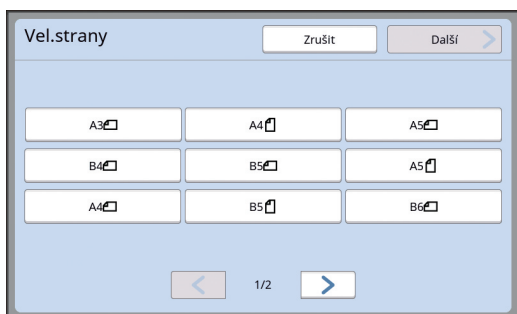 Vel.strany Zrušit Další
A3 A4 A5
B4 B5 A5
A4 B5 B6
1/2